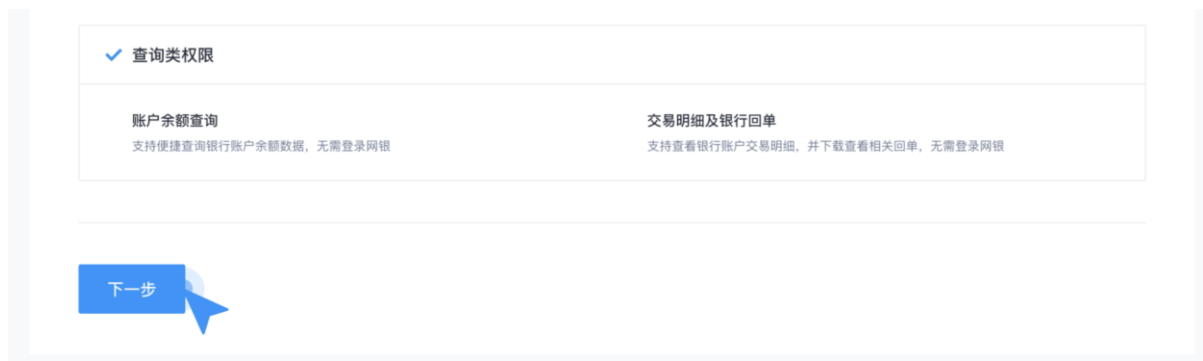 查询类权限
账户余额查询
交易明细及银行回单
支持便捷查询银行账户余额数据，无需登录网银
支持查看银行账户交易明细，并下载查看相关回单，无需登录网银
下一步